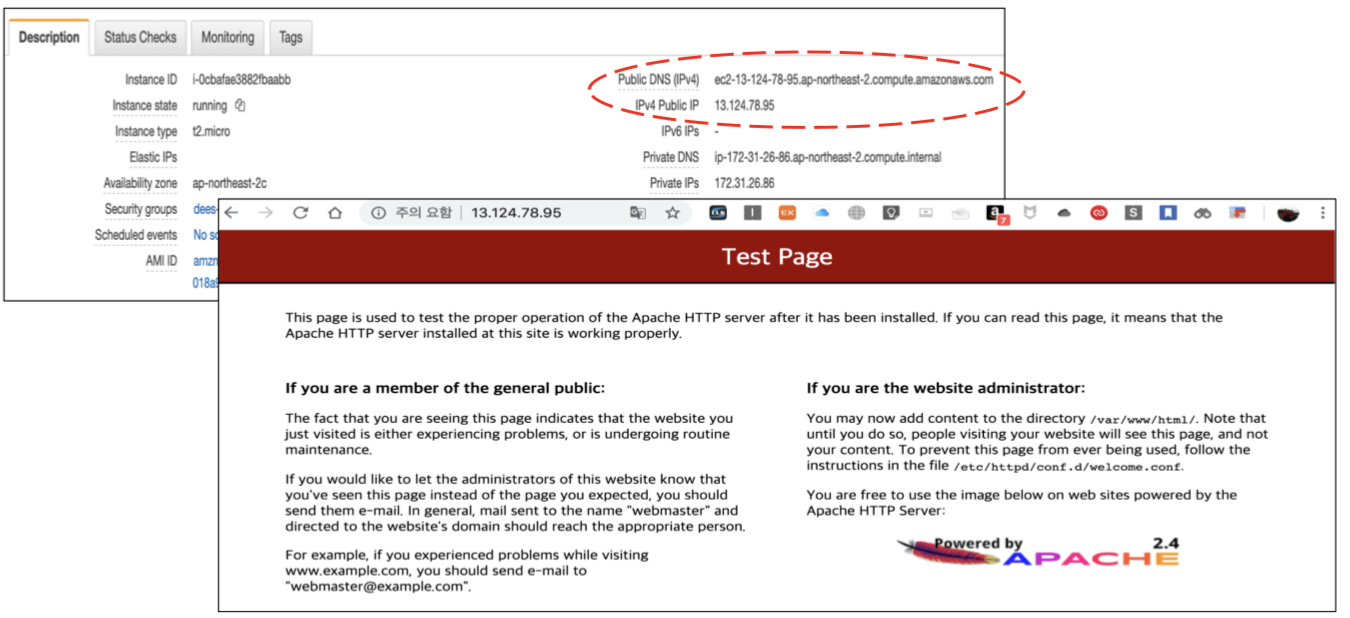 Description Status Checks Monitoring Tags
Instance ID i-0cbafae3882fbaabb
Instance state running
Instance type t2.micro
Elastic IPs
Availability zone ap-northeast-2c
Security groups dees-
Scheduled events No sc
AMI ID amzn
018a
Public DNS (IPv4) ec2-13-124-78-95.ap-northeast-2.compute.amazonaws.com
IPv4 Public IP 13.124.78.95
IPv6 IPs -
Private DNS ip-172-31-26-86.ap-northeast-2.compute.internal
Private IPs 172.31.26.86
주의 요함 13.124.78.95
Test Page
This page is used to test the proper operation of the Apache HTTP server after it has been installed. If you can read this page, it means that the
Apache HTTP server installed at this site is working properly.
If you are a member of the general public:
The fact that you are seeing this page indicates that the website you
just visited is either experiencing problems, or is undergoing routine
maintenance.
If you would like to let the administrators of this website know that
you've seen this page instead of the page you expected, you should
send them e-mail. In general, mail sent to the name "webmaster" and
directed to the website's domain should reach the appropriate person.
For example, if you experienced problems while visiting
www.example.com, you should send e-mail to
"webmaster@example.com".
If you are the website administrator:
You may now add content to the directory /var/www/html/. Note that
until you do so, people visiting your website will see this page, and not
your content. To prevent this page from ever being used, follow the
instructions in the file /etc/httpd/conf.d/welcome.conf.
You are free to use the image below on web sites powered by the
Apache HTTP Server:
Powered by 2.4
APACHE